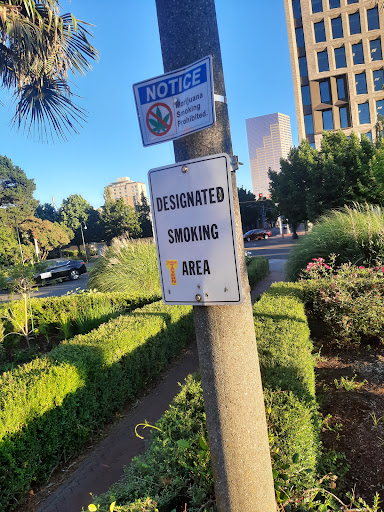 NOTICE
Marijuana
Smoking
Prohibited.
DESIGNATED
SMOKING
AREA